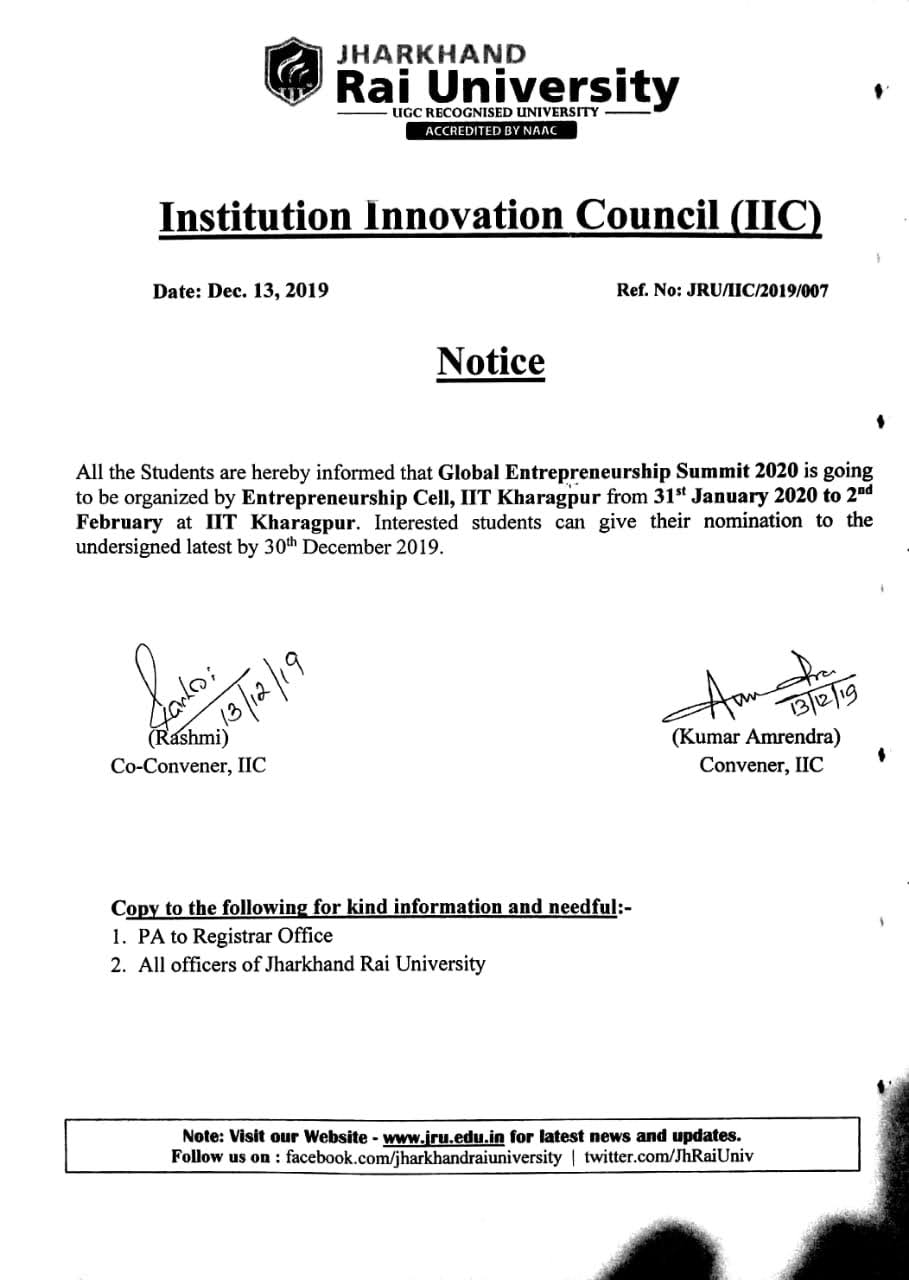 JHARKHAND
Rai University
UGC RECOGNISED UNIVERSITY
ACCREDITED BY NAAC
Institution Innovation Council (IIC)
Date: Dec. 13, 2019 Ref. No: JRU/IIC/2019/007
Notice
All the Students are hereby informed that Global Entrepreneurship Summit 2020 is going
to be organized by Entrepreneurship Cell, IIT Kharagpur from 31st January 2020 to 2nd
February at IIT Kharagpur. Interested students can give their nomination to the
undersigned latest by 30th December 2019.
13/12/19 13/12/19
(Rashmi) (Kumar Amrendra)
Co-Convener, IIC Convener, IIC
Copy to the following for kind information and needful:-
1. PA to Registrar Office
2. All officers of Jharkhand Rai University
Note: Visit our Website - www.jru.edu.in for latest news and updates.
Follow us on : facebook.com/jharkhandraiuniversity | twitter.com/JhRaiUniv